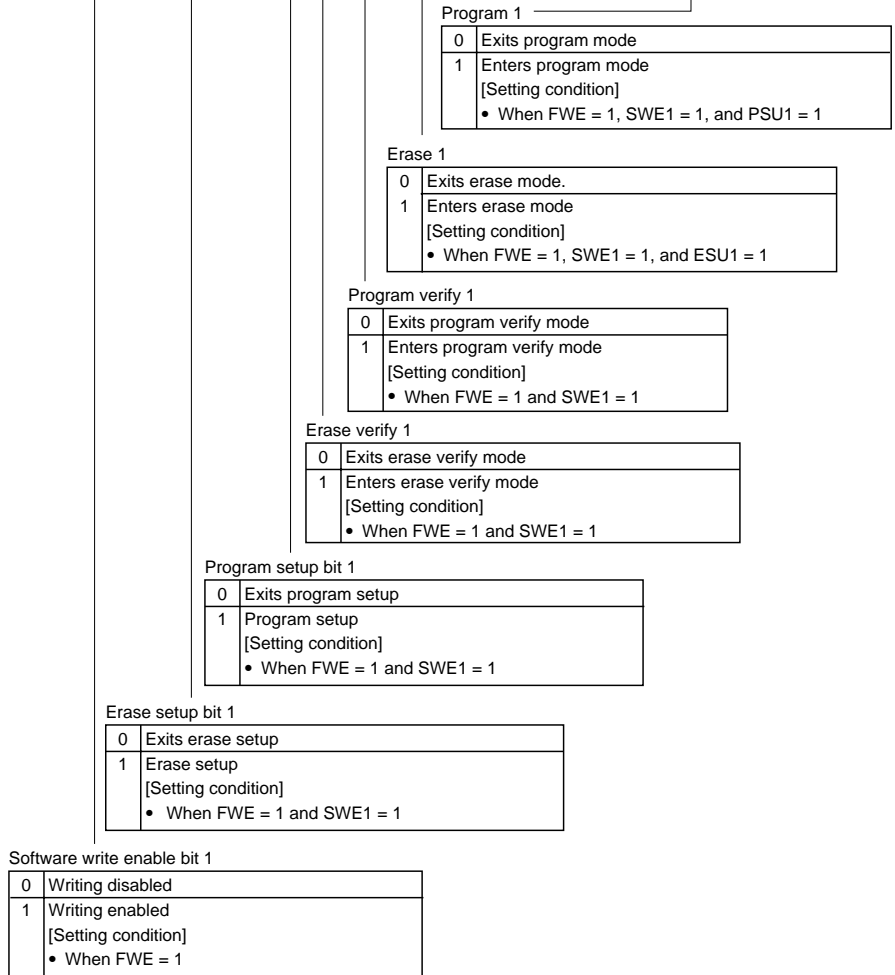 Program 1
0 Exits program mode
1 Enters program mode
[Setting condition]
• When FWE = 1, SWE1 = 1, and PSU1 = 1
Erase 1
0 Exits erase mode.
1 Enters erase mode
[Setting condition]
• When FWE = 1, SWE1 = 1, and ESU1 = 1
Program verify 1
0 Exits program verify mode
1 Enters program verify mode
[Setting condition]
• When FWE = 1 and SWE1 = 1
Erase verify 1
0 Exits erase verify mode
1 Enters erase verify mode
[Setting condition]
• When FWE = 1 and SWE1 = 1
Program setup bit 1
0 Exits program setup
1 Program setup
[Setting condition]
• When FWE = 1 and SWE1 = 1
Erase setup bit 1
0 Exits erase setup
1 Erase setup
[Setting condition]
• When FWE = 1 and SWE1 = 1
Software write enable bit 1
0 Writing disabled
1 Writing enabled
[Setting condition]
• When FWE = 1